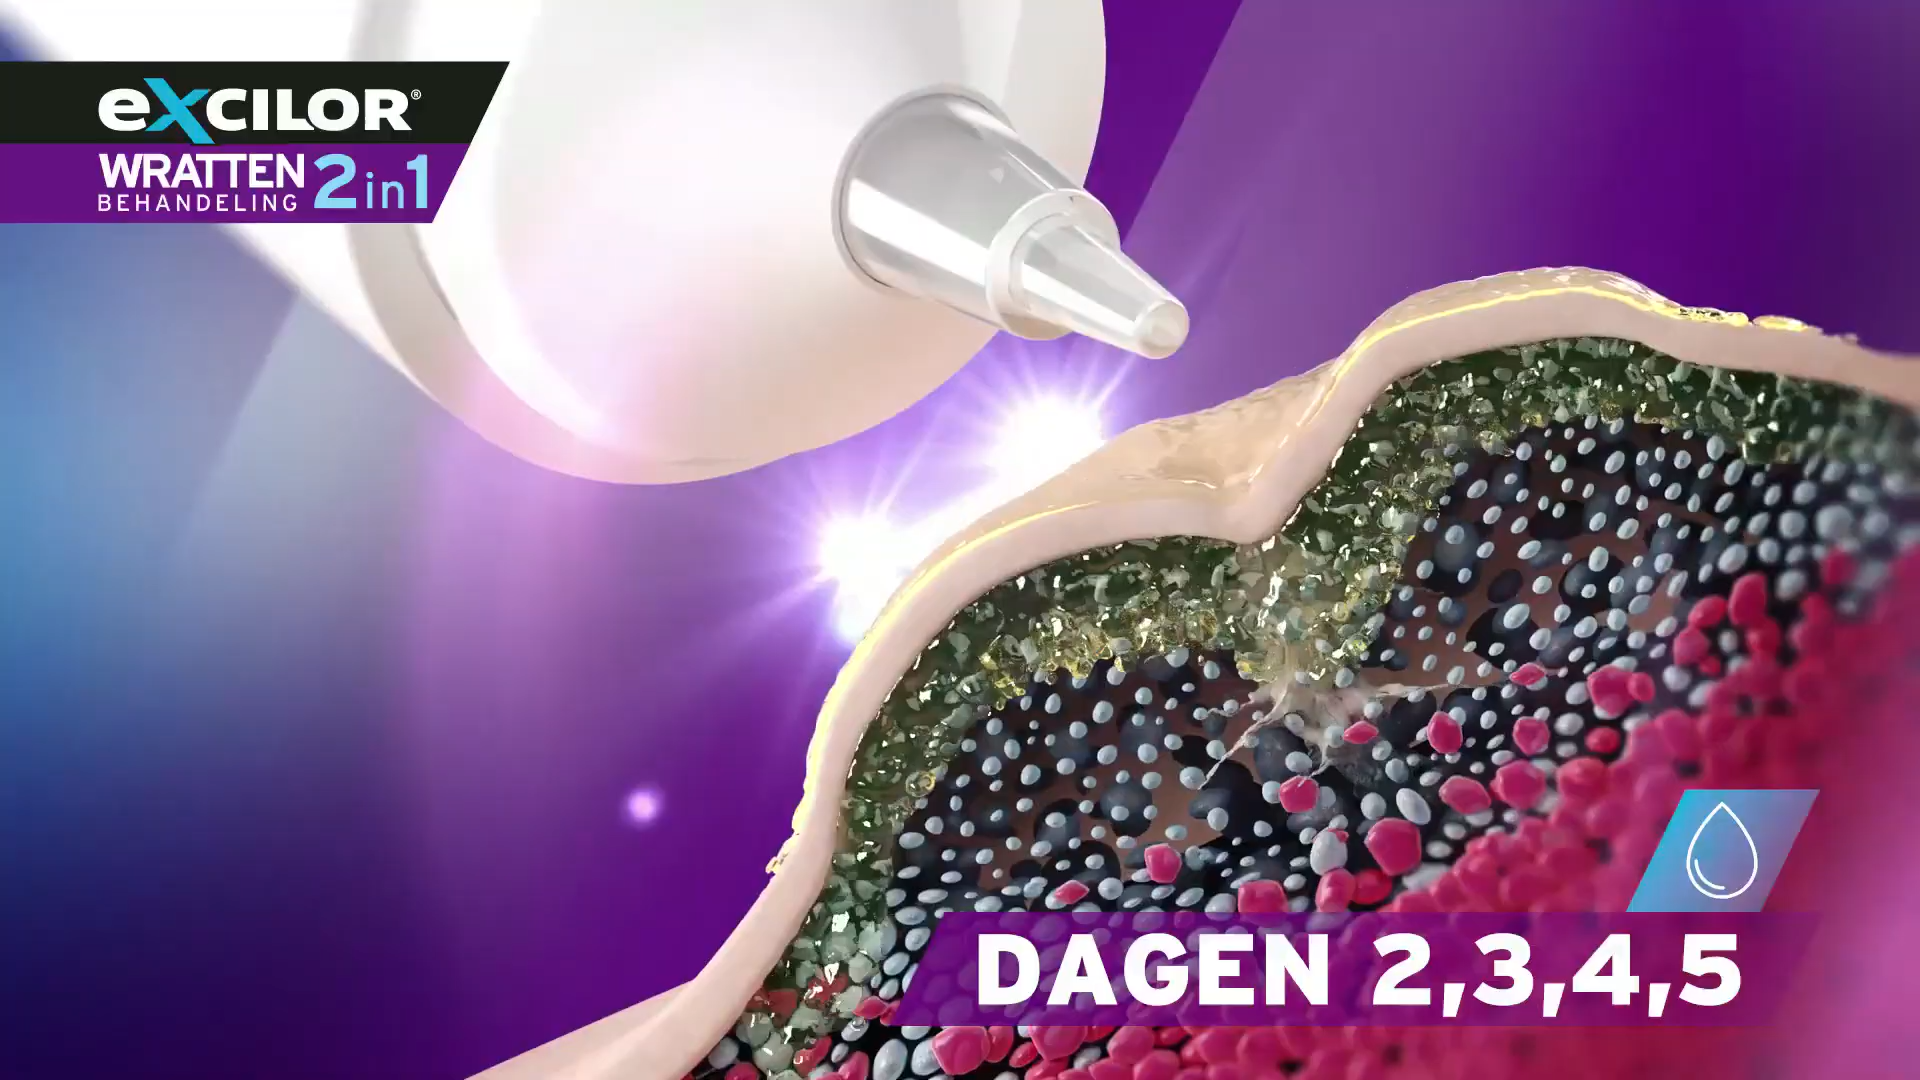 eXCILOR®
WRATTEN 2in1
BEHANDELING
DAGEN 2,3,4,5